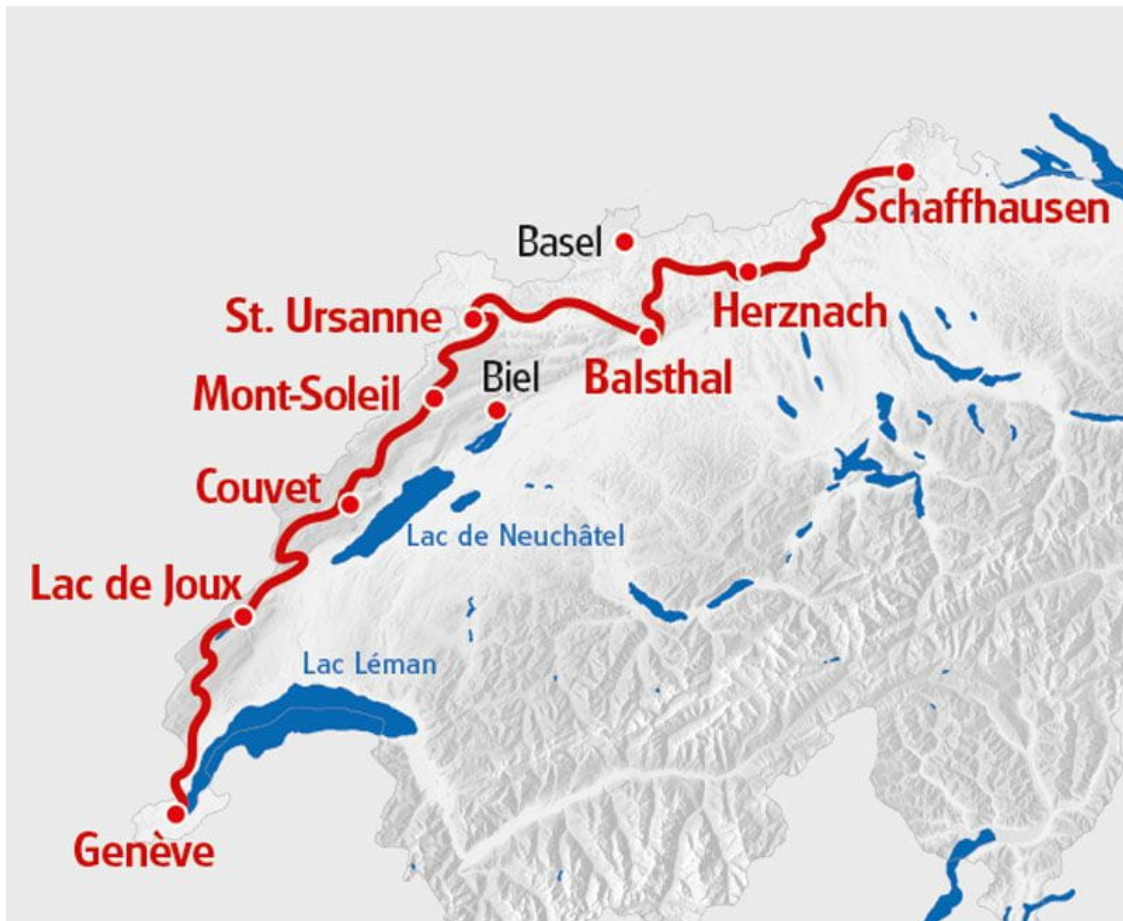 Schaffhausen
Basel
Herznach
St. Ursanne
Balsthal
Biel
Mont-Soleil
Couvet
Lac de Neuchâtel
Lac de Joux
Lac Léman
Genève